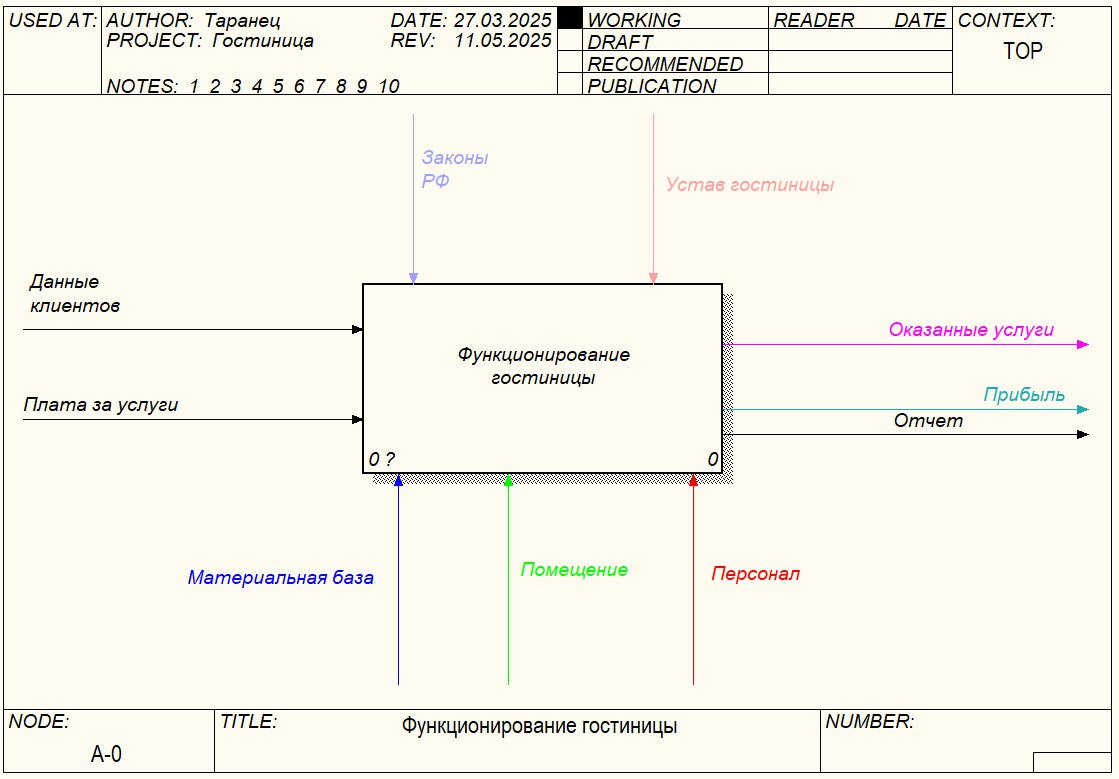 USED AT:
AUTHOR: Таранец
DATE: 27.03.2025
PROJECT: Гостиница
REV: 11.05.2025
NOTES: 1 2 3 4 5 6 7 8 9 10
WORKING
DRAFT
RECOMMENDED
PUBLICATION
READER DATE
CONTEXT:
TOP
Законы
РФ
Устав гостиницы
Данные
клиентов
Плата за услуги
Функционирование
гостиницы
0 ?
0
Оказанные услуги
Прибыль
Отчет
Материальная база
Помещение
Персонал
NODE:
A-0
TITLE:
Функционирование гостиницы
NUMBER: